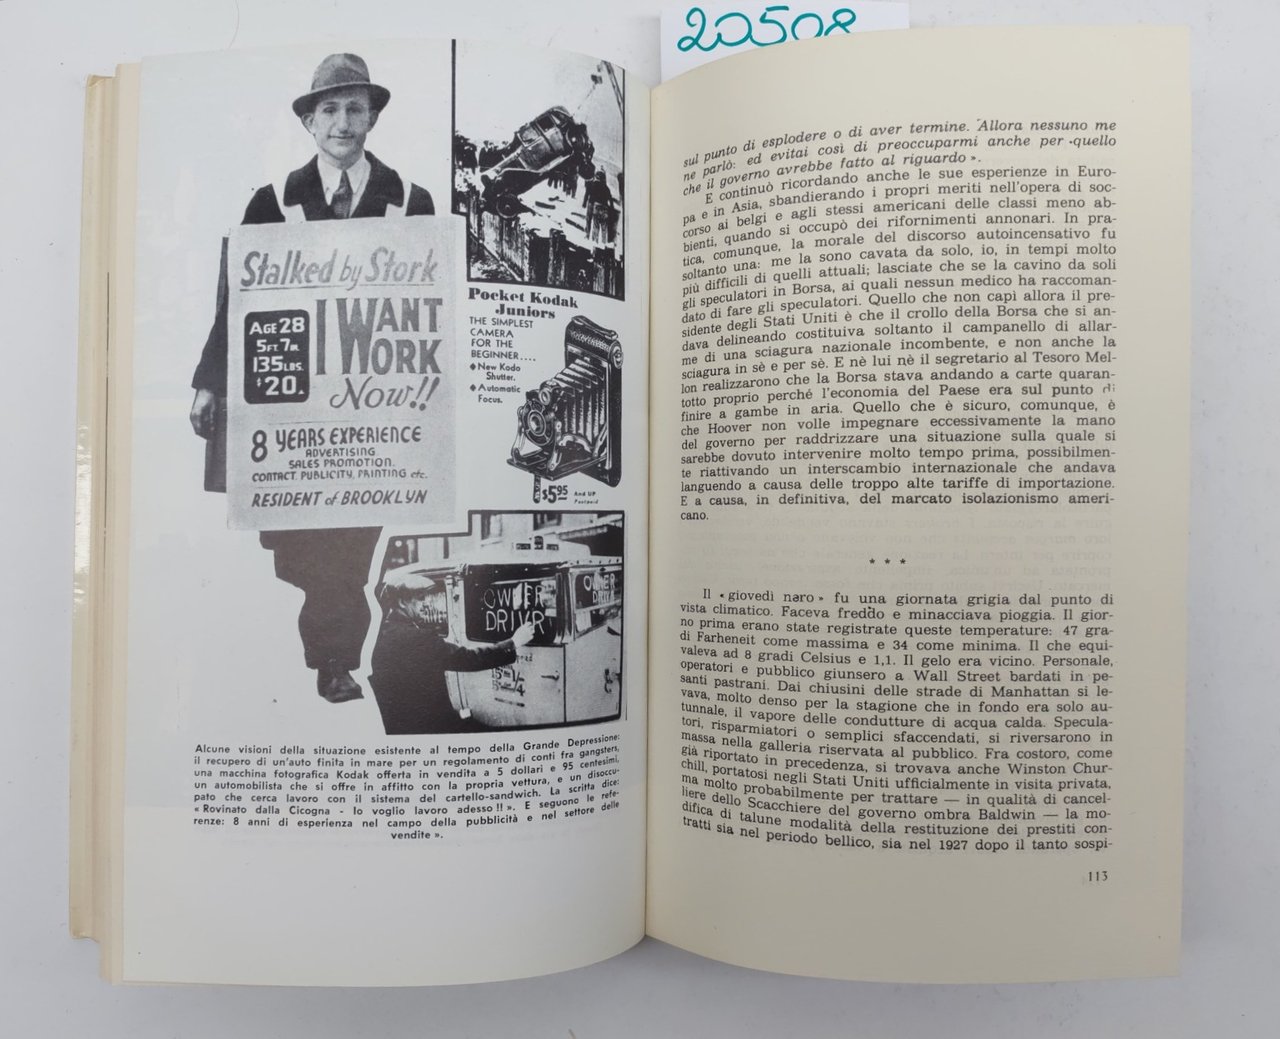 20508
Stalked by Stork
AGE 28
5FT. 7IN.
135LBS.
$20.
I WANT
WORK
Now!!
8 YEARS EXPERIENCE
ADVERTISING
SALES PROMOTION
CONTACT, PUBLICITY, PRINTING etc.
RESIDENT of BROOKLYN
Pocket Kodak
Juniors
THE SIMPLEST
CAMERA
FOR THE
BEGINNER....
♦ New Kodo
Shutter.
♦ Automatic
Focus.
$5.95
And UP
Postpaid
OWNER
DRIVR
OWNER
DRIVR
15
1/4
Alcune visioni della situazione esistente al tempo della Grande Depressione:
il recupero di un'auto finita in mare per un regolamento di conti fra gangsters,
una macchina fotografica Kodak offerta in vendita a 5 dollari e 95 centesimi,
un automobilista che si offre in affitto con la propria vettura, e un disoccu-
pato che cerca lavoro con il sistema del cartello-sandwich. La scritta dice:
« Rovinato dalla Cicogna - Io voglio lavoro adesso !! ». E seguono le refe-
renze: 8 anni di esperienza nel campo della pubblicità e nel settore delle
vendite ».
sul punto di esplodere o di aver termine. Allora nessuno me
ne parlò: ed evitai così di preoccuparmi anche per quello
che il governo avrebbe fatto al riguardo ».
E continuò ricordando anche le sue esperienze in Euro-
pa e in Asia, sbandierando i propri meriti nell'opera di soc-
corso ai belgi e agli stessi americani delle classi meno ab-
bienti, quando si occupò dei rifornimenti annonari. In pra-
tica, comunque, la morale del discorso autoincensativo fu
soltanto una: me la sono cavata da solo, io, in tempi molto
più difficili di quelli attuali; lasciate che se la cavino da soli
gli speculatori in Borsa, ai quali nessun medico ha raccoman-
dato di fare gli speculatori. Quello che non capì allora il pre-
sidente degli Stati Uniti è che il crollo della Borsa che si an-
dava delineando costituiva soltanto il campanello di allar-
me di una sciagura nazionale incombente, e non anche la
sciagura in sè e per sè. E nè lui nè il segretario al Tesoro Mel-
lon realizzarono che la Borsa stava andando a carte quaran-
totto proprio perché l'economia del Paese era sul punto di
finire a gambe in aria. Quello che è sicuro, comunque, è
che Hoover non volle impegnare eccessivamente la mano
del governo per raddrizzare una situazione sulla quale si
sarebbe dovuto intervenire molto tempo prima, possibilmen-
te riattivando un interscambio internazionale che andava
languendo a causa delle troppo alte tariffe di importazione.
E a causa, in definitiva, del marcato isolazionismo ameri-
cano.
* * *
Il « giovedì nero » fu una giornata grigia dal punto di
vista climatico. Faceva freddo e minacciava pioggia. Il gior-
no prima erano state registrate queste temperature: 47 gra-
di Farheneit come massima e 34 come minima. Il che equi-
valeva ad 8 gradi Celsius e 1,1. Il gelo era vicino. Personale,
operatori e pubblico giunsero a Wall Street bardati in pe-
santi pastrani. Dai chiusini delle strade di Manhattan si le-
vava, molto denso per la stagione che in fondo era solo au-
tunnale, il vapore delle condutture di acqua calda. Specula-
tori, risparmiatori o semplici sfaccendati, si riversarono in
massa nella galleria riservata al pubblico. Fra costoro, come
già riportato in precedenza, si trovava anche Winston Chur-
chill, portatosi negli Stati Uniti ufficialmente in visita privata,
ma molto probabilmente per trattare — in qualità di cancel-
liere dello Scacchiere del governo ombra Baldwin — la mo-
difica di talune modalità della restituzione dei prestiti con-
tratti sia nel periodo bellico, sia nel 1927 dopo il tanto sospi-
113